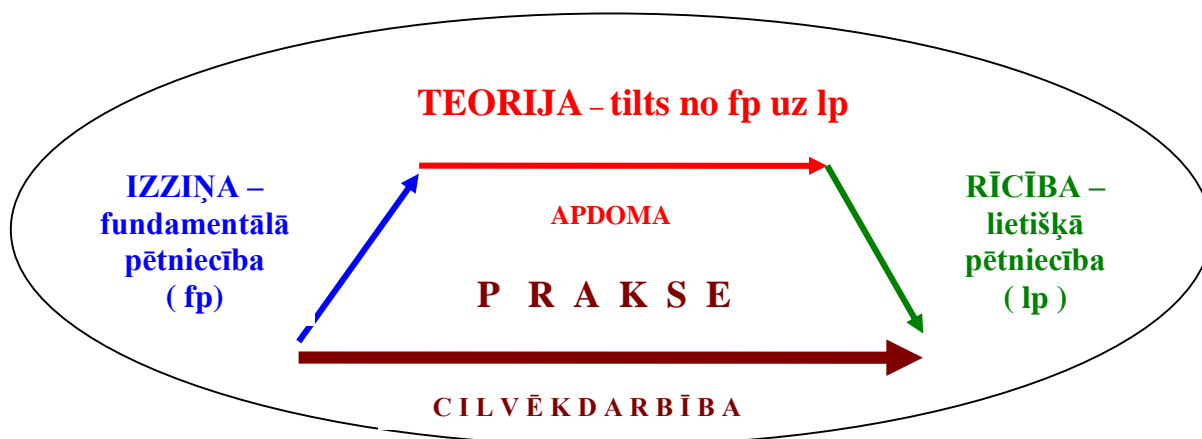 TEORIJA – tilts no fp uz lp
IZZIŅA –
fundamentālā
pētniecība
( fp)
APDOMA
RĪCĪBA –
lietišķā
pētniecība
( lp )
P R A K S E
C I L V Ē K D A R B Ī B A